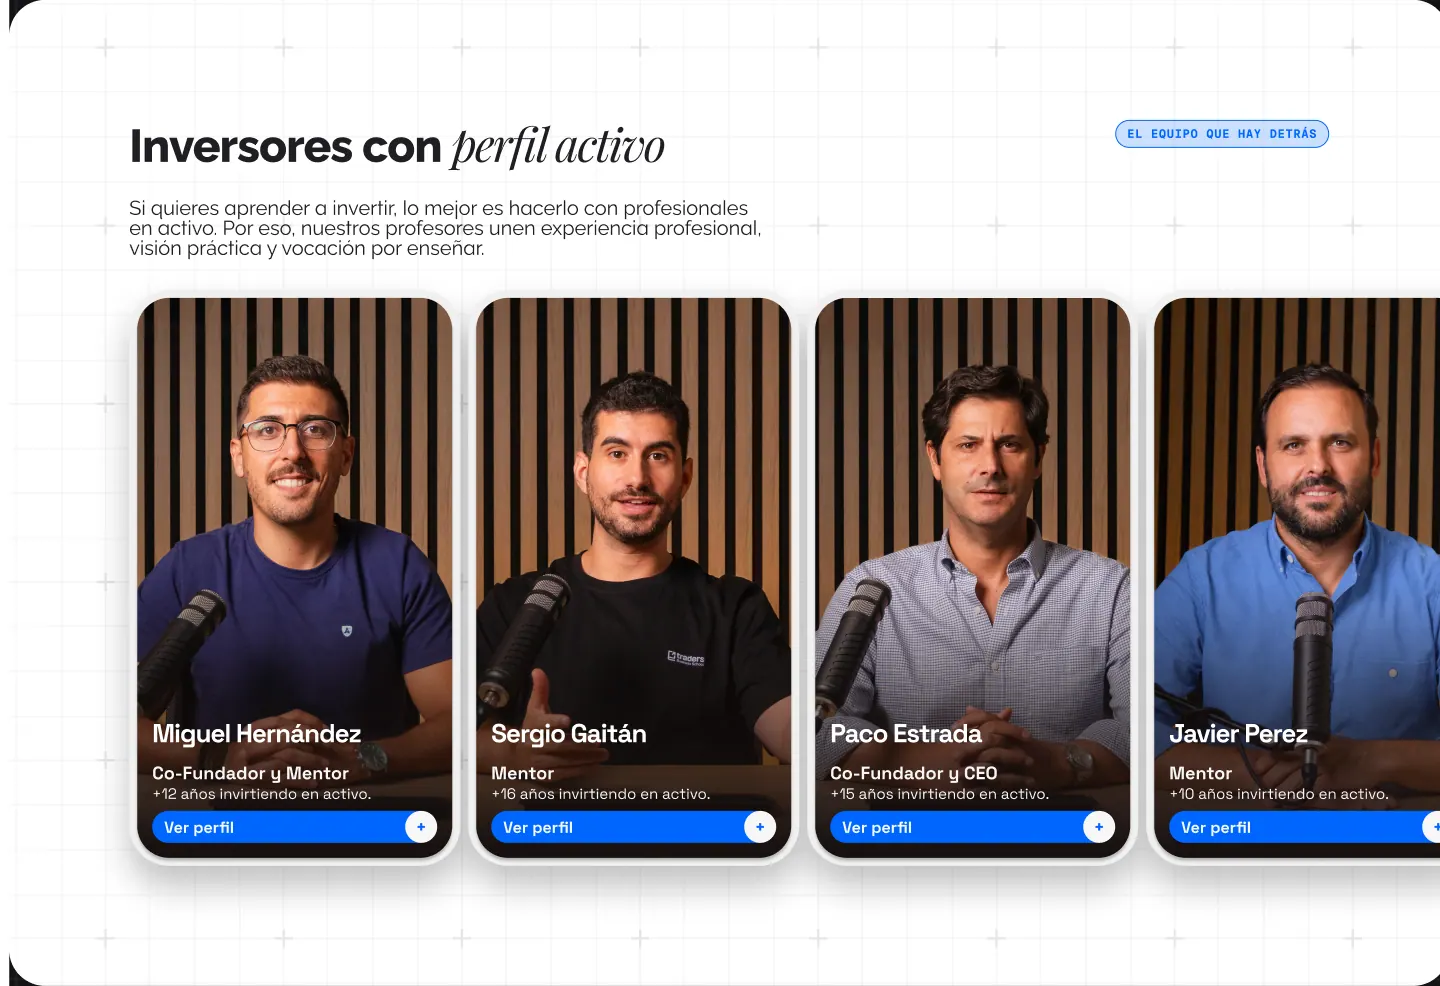 Inversores con perfil activo
EL EQUIPO QUE HAY DETRÁS
Si quieres aprender a invertir, lo mejor es hacerlo con profesionales
en activo. Por eso, nuestros profesores unen experiencia profesional,
visión práctica y vocación por enseñar.
Miguel Hernández
Co-Fundador y Mentor
+12 años invirtiendo en activo.
Ver perfil
+
traders
Sergio Gaitán
Mentor
+16 años invirtiendo en activo.
Ver perfil
+
Paco Estrada
Co-Fundador y CEO
+15 años invirtiendo en activo.
Ver perfil
+
Javier Perez
Mentor
+10 años invirtiendo en activo.
Ver perfil
+